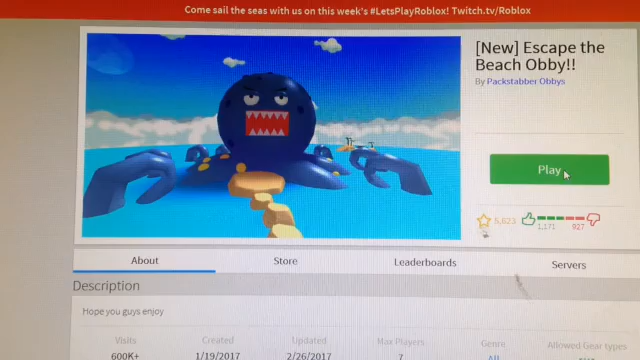 Come sail the seas with us on this week's #LetsPlayRoblox! Twitch.tv/Roblox
[New] Escape the
Beach Obby!!
By Packstabber Obbys
Play
5,623
1,171
927
About
Store
Leaderboards
Servers
Description
Hope you guys enjoy
Visits
Created
Updated
Max Players
Genre
Allowed Gear types
600K+
1/19/2017
2/26/2017
7
All